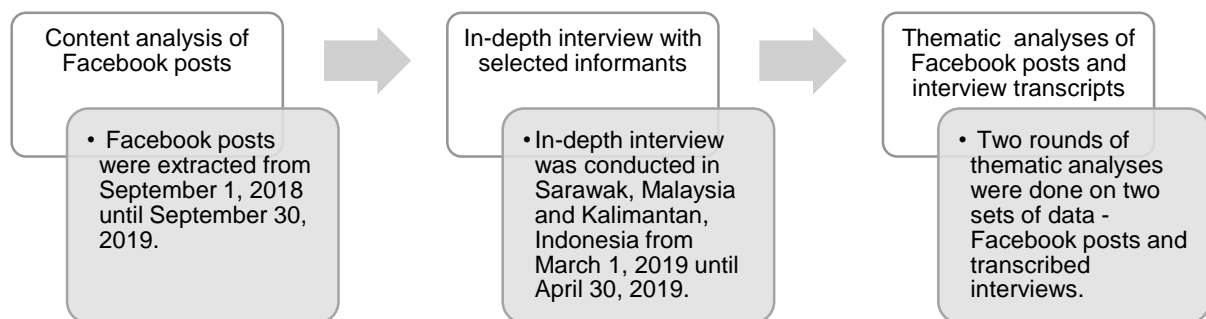 Content analysis of
Facebook posts
• Facebook posts
were extracted from
September 1, 2018
until September 30,
2019.
In-depth interview with
selected informants
•In-depth interview
was conducted in
Sarawak, Malaysia
and Kalimantan,
Indonesia from
March 1, 2019 until
April 30, 2019.
Thematic analyses of
Facebook posts and
interview transcripts
• Two rounds of
thematic analyses
were done on two
sets of data -
Facebook posts and
transcribed
interviews.